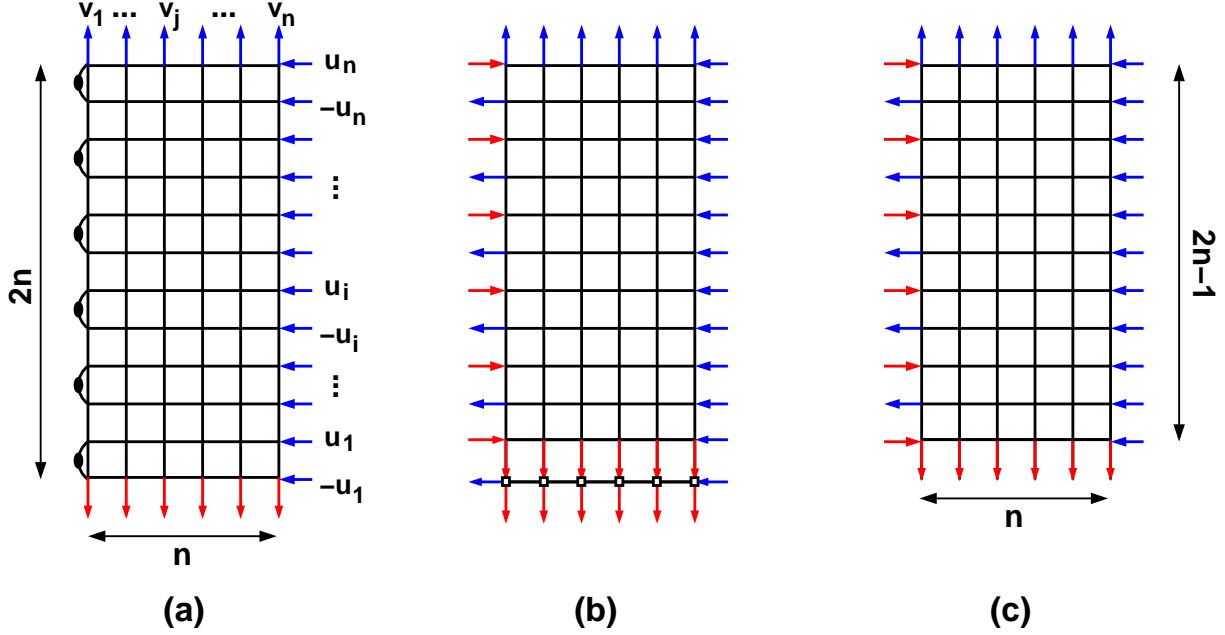 v1 ... vj ... vn
un
−un
⋮
ui
−ui
⋮
u1
−u1
2n
n
(a)
(b)
2n−1
n
(c)